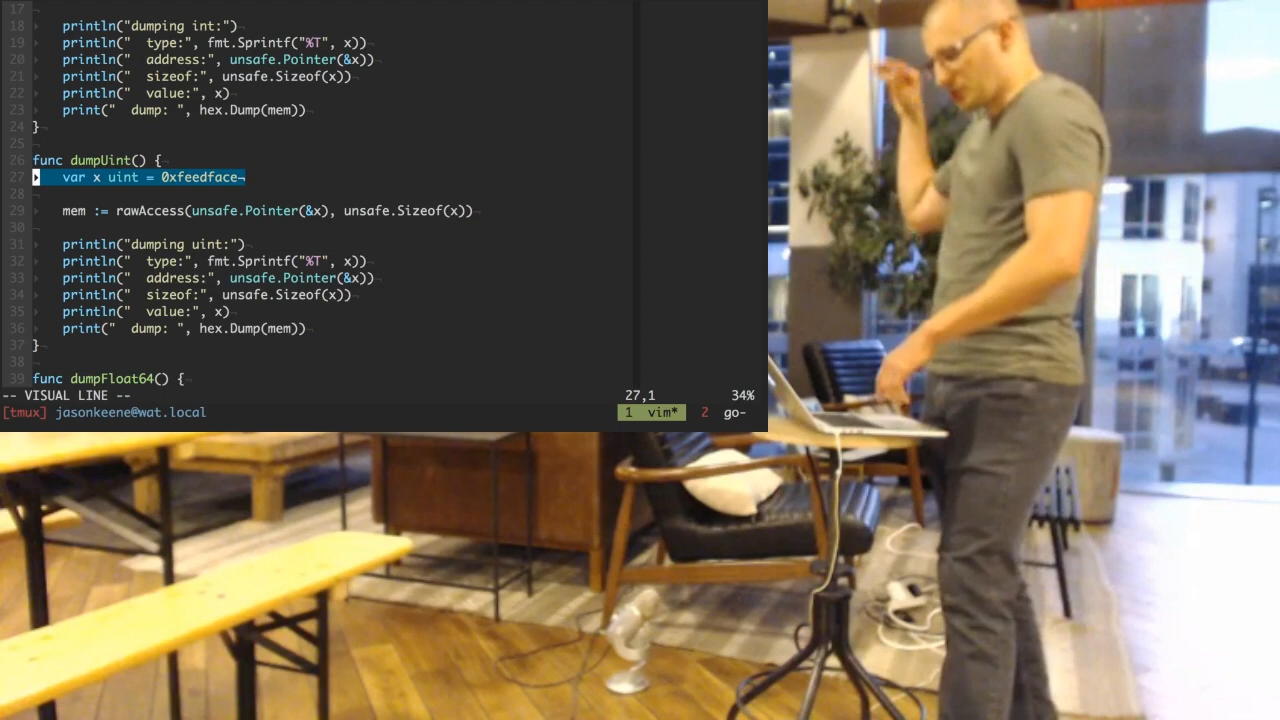 17
18 println("dumping int:")
19 println("  type:", fmt.Sprintf("%T", x))
20 println("  address:", unsafe.Pointer(&x))
21 println("  sizeof:", unsafe.Sizeof(x))
22 println("  value:", x)
23 print("  dump: ", hex.Dump(mem))
24 }
25
26 func dumpUint() {
27 var x uint = 0xfeedface
28
29 mem := rawAccess(unsafe.Pointer(&x), unsafe.Sizeof(x))
30
31 println("dumping uint:")
32 println("  type:", fmt.Sprintf("%T", x))
33 println("  address:", unsafe.Pointer(&x))
34 println("  sizeof:", unsafe.Sizeof(x))
35 println("  value:", x)
36 print("  dump: ", hex.Dump(mem))
37 }
38
39 func dumpFloat64() {
-- VISUAL LINE -- 27,1 34%
[tmux] jasonkeene@wat.local 1 vim* 2 go-